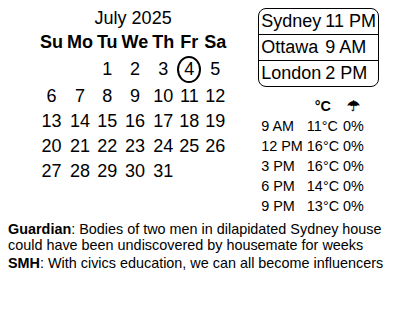 July 2025
Su Mo Tu We Th Fr Sa
1 2 3 4 5
6 7 8 9 10 11 12
13 14 15 16 17 18 19
20 21 22 23 24 25 26
27 28 29 30 31
Sydney 11 PM
Ottawa 9 AM
London 2 PM
°C ☂
9 AM 11°C 0%
12 PM 16°C 0%
3 PM 16°C 0%
6 PM 14°C 0%
9 PM 13°C 0%
Guardian: Bodies of two men in dilapidated Sydney house
could have been undiscovered by housemate for weeks
SMH: With civics education, we can all become influencers